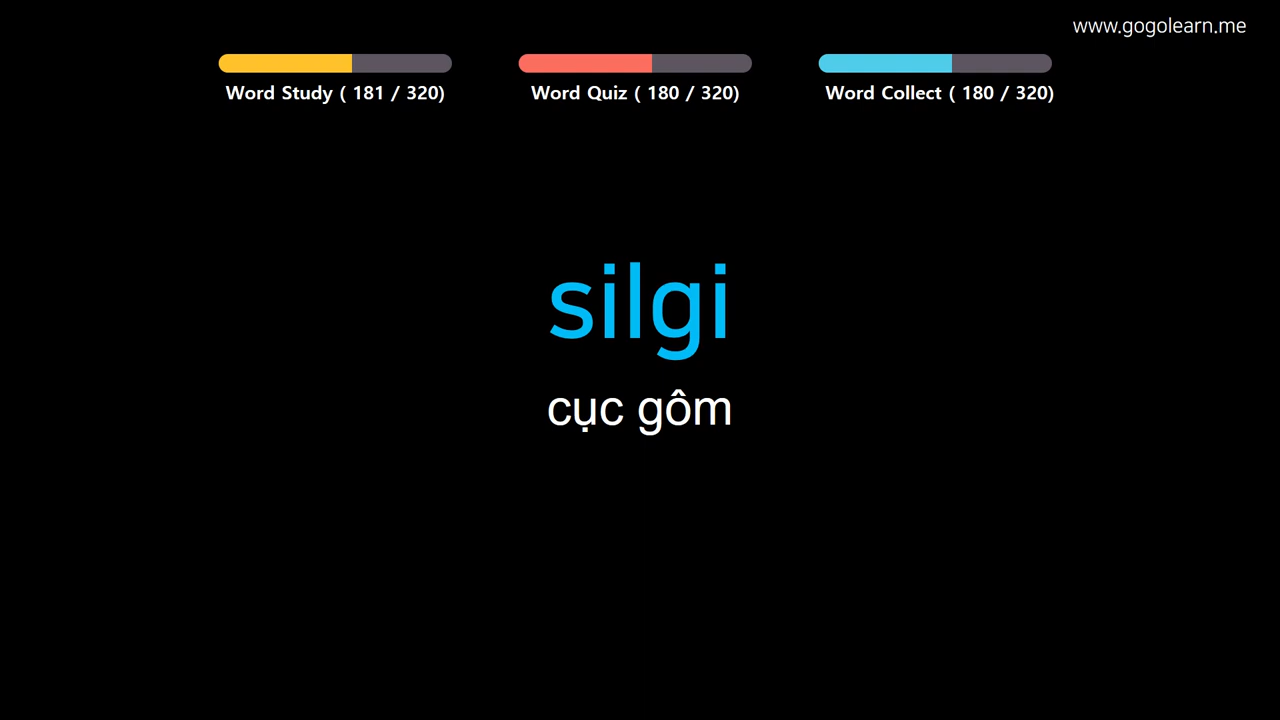 www.gogolearn.me
Word Study ( 181 / 320)
Word Quiz ( 180 / 320)
Word Collect ( 180 / 320)
silgi
cục gôm